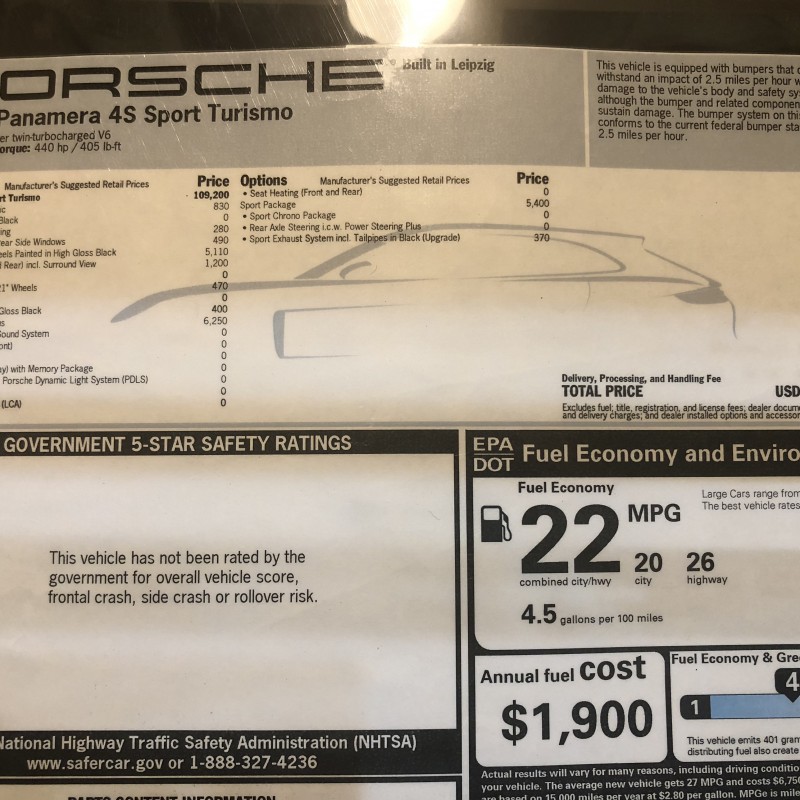 ORSCHE
Built in Leipzig
Panamera 4S Sport Turismo
er twin-turbocharged V6
orque: 440 hp / 405 lb-ft
This vehicle is equipped with bumpers that c
withstand an impact of 2.5 miles per hour w
damage to the vehicle's body and safety sy
although the bumper and related componen
sustain damage. The bumper system on this
conforms to the current federal bumper sta
2.5 miles per hour.
Manufacturer's Suggested Retail Prices Price
rt Turismo 109,200
ic 830
Black 0
ing 280
ear Side Windows 490
eels Painted in High Gloss Black 5,110
d Rear) incl. Surround View 1,200
0
21" Wheels 470
0
Gloss Black 400
s 6,250
Sound System 0
ont) 0
0
y) with Memory Package 0
Porsche Dynamic Light System (PDLS) 0
0
(LCA) 0
Options Manufacturer's Suggested Retail Prices Price
• Seat Heating (Front and Rear) 0
Sport Package 5,400
• Sport Chrono Package 0
• Rear Axle Steering i.c.w. Power Steering Plus 0
• Sport Exhaust System incl. Tailpipes in Black (Upgrade) 370
Delivery, Processing, and Handling Fee
TOTAL PRICE USD
Excludes fuel, title, registration, and license fees; dealer docum
and delivery charges; and dealer installed options and accessor
GOVERNMENT 5-STAR SAFETY RATINGS
This vehicle has not been rated by the
government for overall vehicle score,
frontal crash, side crash or rollover risk.
National Highway Traffic Safety Administration (NHTSA)
www.safercar.gov or 1-888-327-4236
PARTS CONTENT INFORMATION
EPA
DOT
Fuel Economy and Enviro
Fuel Economy
22 MPG
20 26
combined city/hwy city highway
4.5 gallons per 100 miles
Large Cars range from
The best vehicle rates
Annual fuel cost
$1,900
Fuel Economy & Gre
4
1
This vehicle emits 401 gram
distributing fuel also create
Actual results will vary for many reasons, including driving conditio
your vehicle. The average new vehicle gets 27 MPG and costs $6,750
are based on 15,000 miles per year at $2.80 per gallon. MPGe is mile